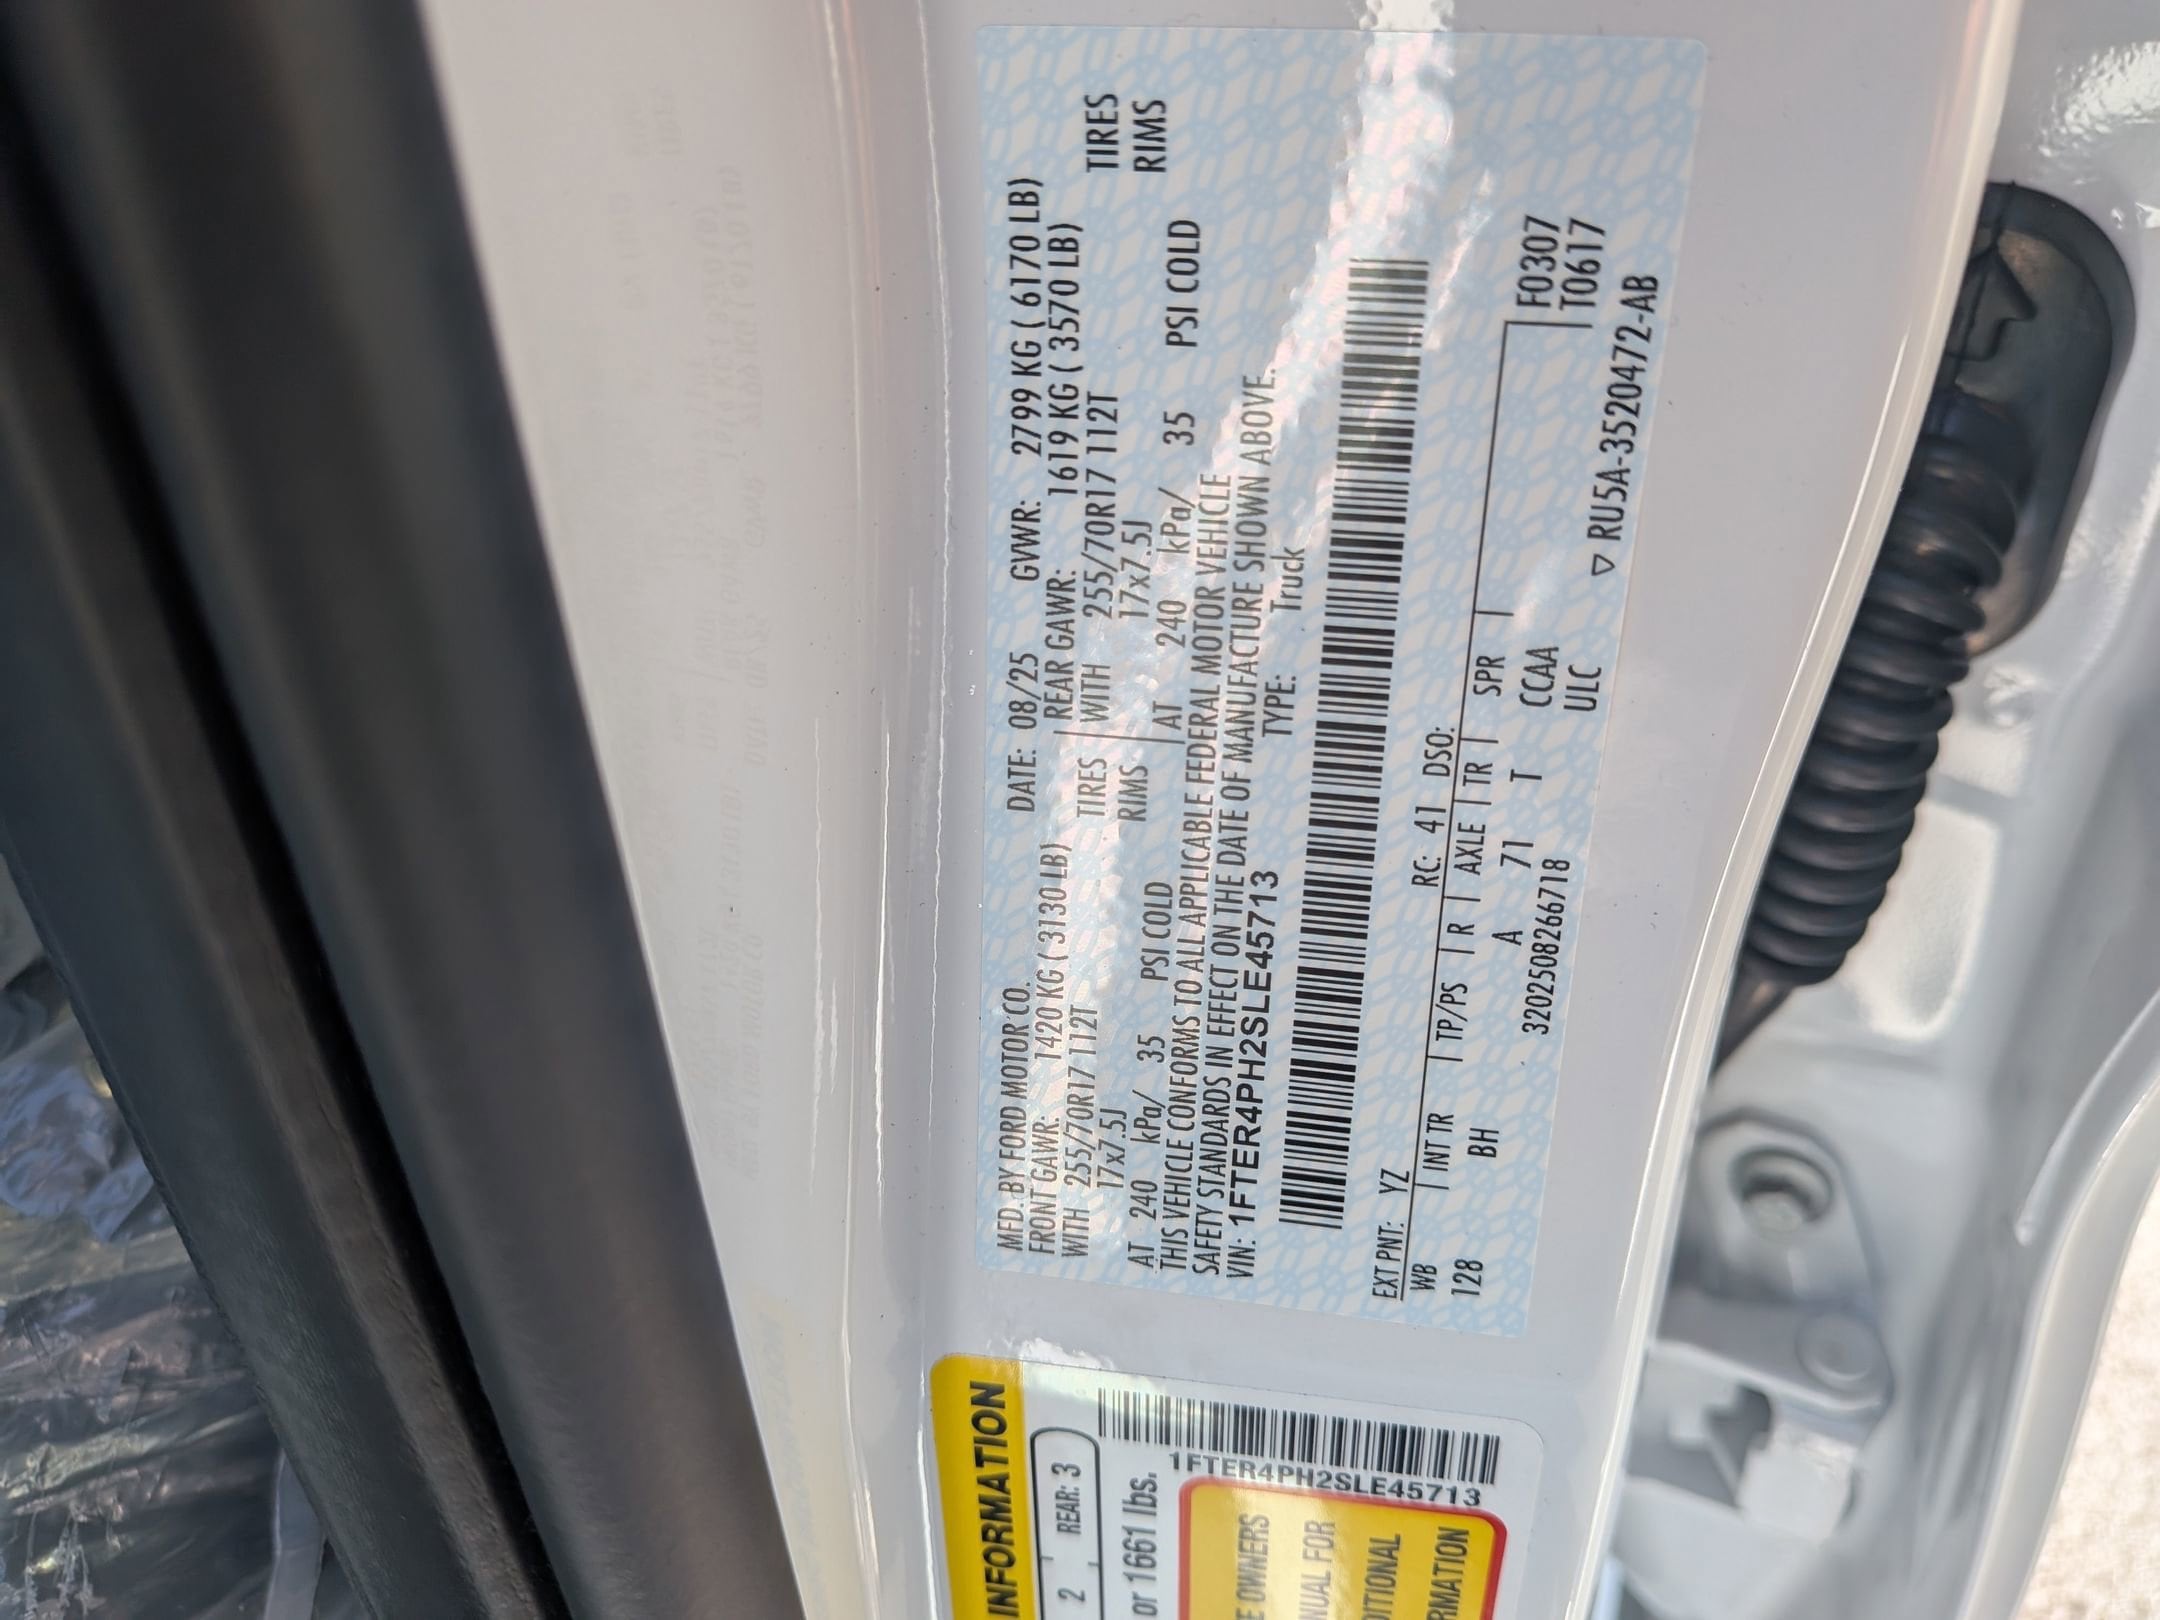 MFD. BY FORD MOTOR CO.
DATE: 08/25 GVWR: 2799 KG ( 6170 LB)
FRONT GAWR: 1420 KG ( 3130 LB) REAR GAWR: 1619 KG ( 3570 LB)
WITH 255/70R17 112T TIRES WITH 255/70R17 112T TIRES
17x7.5J RIMS 17x7.5J RIMS
AT 240 kPa/ 35 PSI COLD AT 240 kPa/ 35 PSI COLD
THIS VEHICLE CONFORMS TO ALL APPLICABLE FEDERAL MOTOR VEHICLE
SAFETY STANDARDS IN EFFECT ON THE DATE OF MANUFACTURE SHOWN ABOVE.
VIN: 1FTER4PH2SLE45713 TYPE: Truck
EXT PNT: YZ RC: 41 DSO:
WB INT TR TP/PS R AXLE TR SPR F0307
128 BH A 71 T CCAA T0617
3202508266718 ULC
▽ RU5A-3520472-AB
INFORMATION
2 REAR: 3
or 1661 lbs.
1FTER4PH2SLE45713
OWNERS
FOR